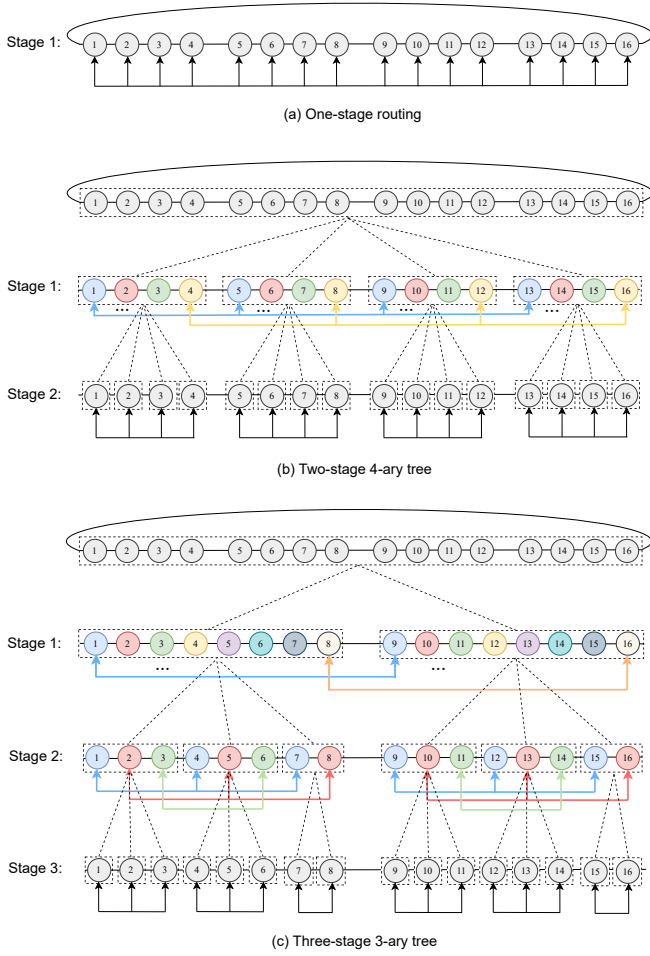 Stage 1: 1 2 3 4 5 6 7 8 9 10 11 12 13 14 15 16
(a) One-stage routing
1 2 3 4 5 6 7 8 9 10 11 12 13 14 15 16
Stage 1: 1 2 3 4 5 6 7 8 9 10 11 12 13 14 15 16
... ... ... ...
Stage 2: 1 2 3 4 5 6 7 8 9 10 11 12 13 14 15 16
(b) Two-stage 4-ary tree
1 2 3 4 5 6 7 8 9 10 11 12 13 14 15 16
Stage 1: 1 2 3 4 5 6 7 8 9 10 11 12 13 14 15 16
... ...
Stage 2: 1 2 3 4 5 6 7 8 9 10 11 12 13 14 15 16
Stage 3: 1 2 3 4 5 6 7 8 9 10 11 12 13 14 15 16
(c) Three-stage 3-ary tree